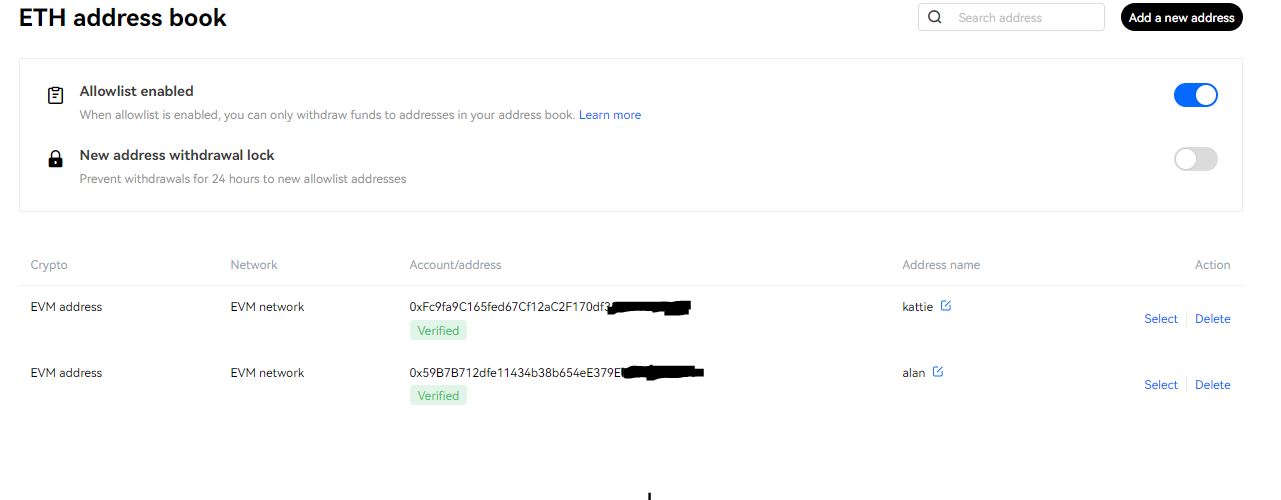 ETH address book
Search address
Add a new address
Allowlist enabled
When allowlist is enabled, you can only withdraw funds to addresses in your address book. Learn more
New address withdrawal lock
Prevent withdrawals for 24 hours to new allowlist addresses
Crypto Network Account/address Address name Action
EVM address EVM network 0xFc9fa9C165fed67Cf12aC2F170df3 kattie Select Delete
Verified
EVM address EVM network 0x59B7B712dfe11434b38b654eE379E alan Select Delete
Verified